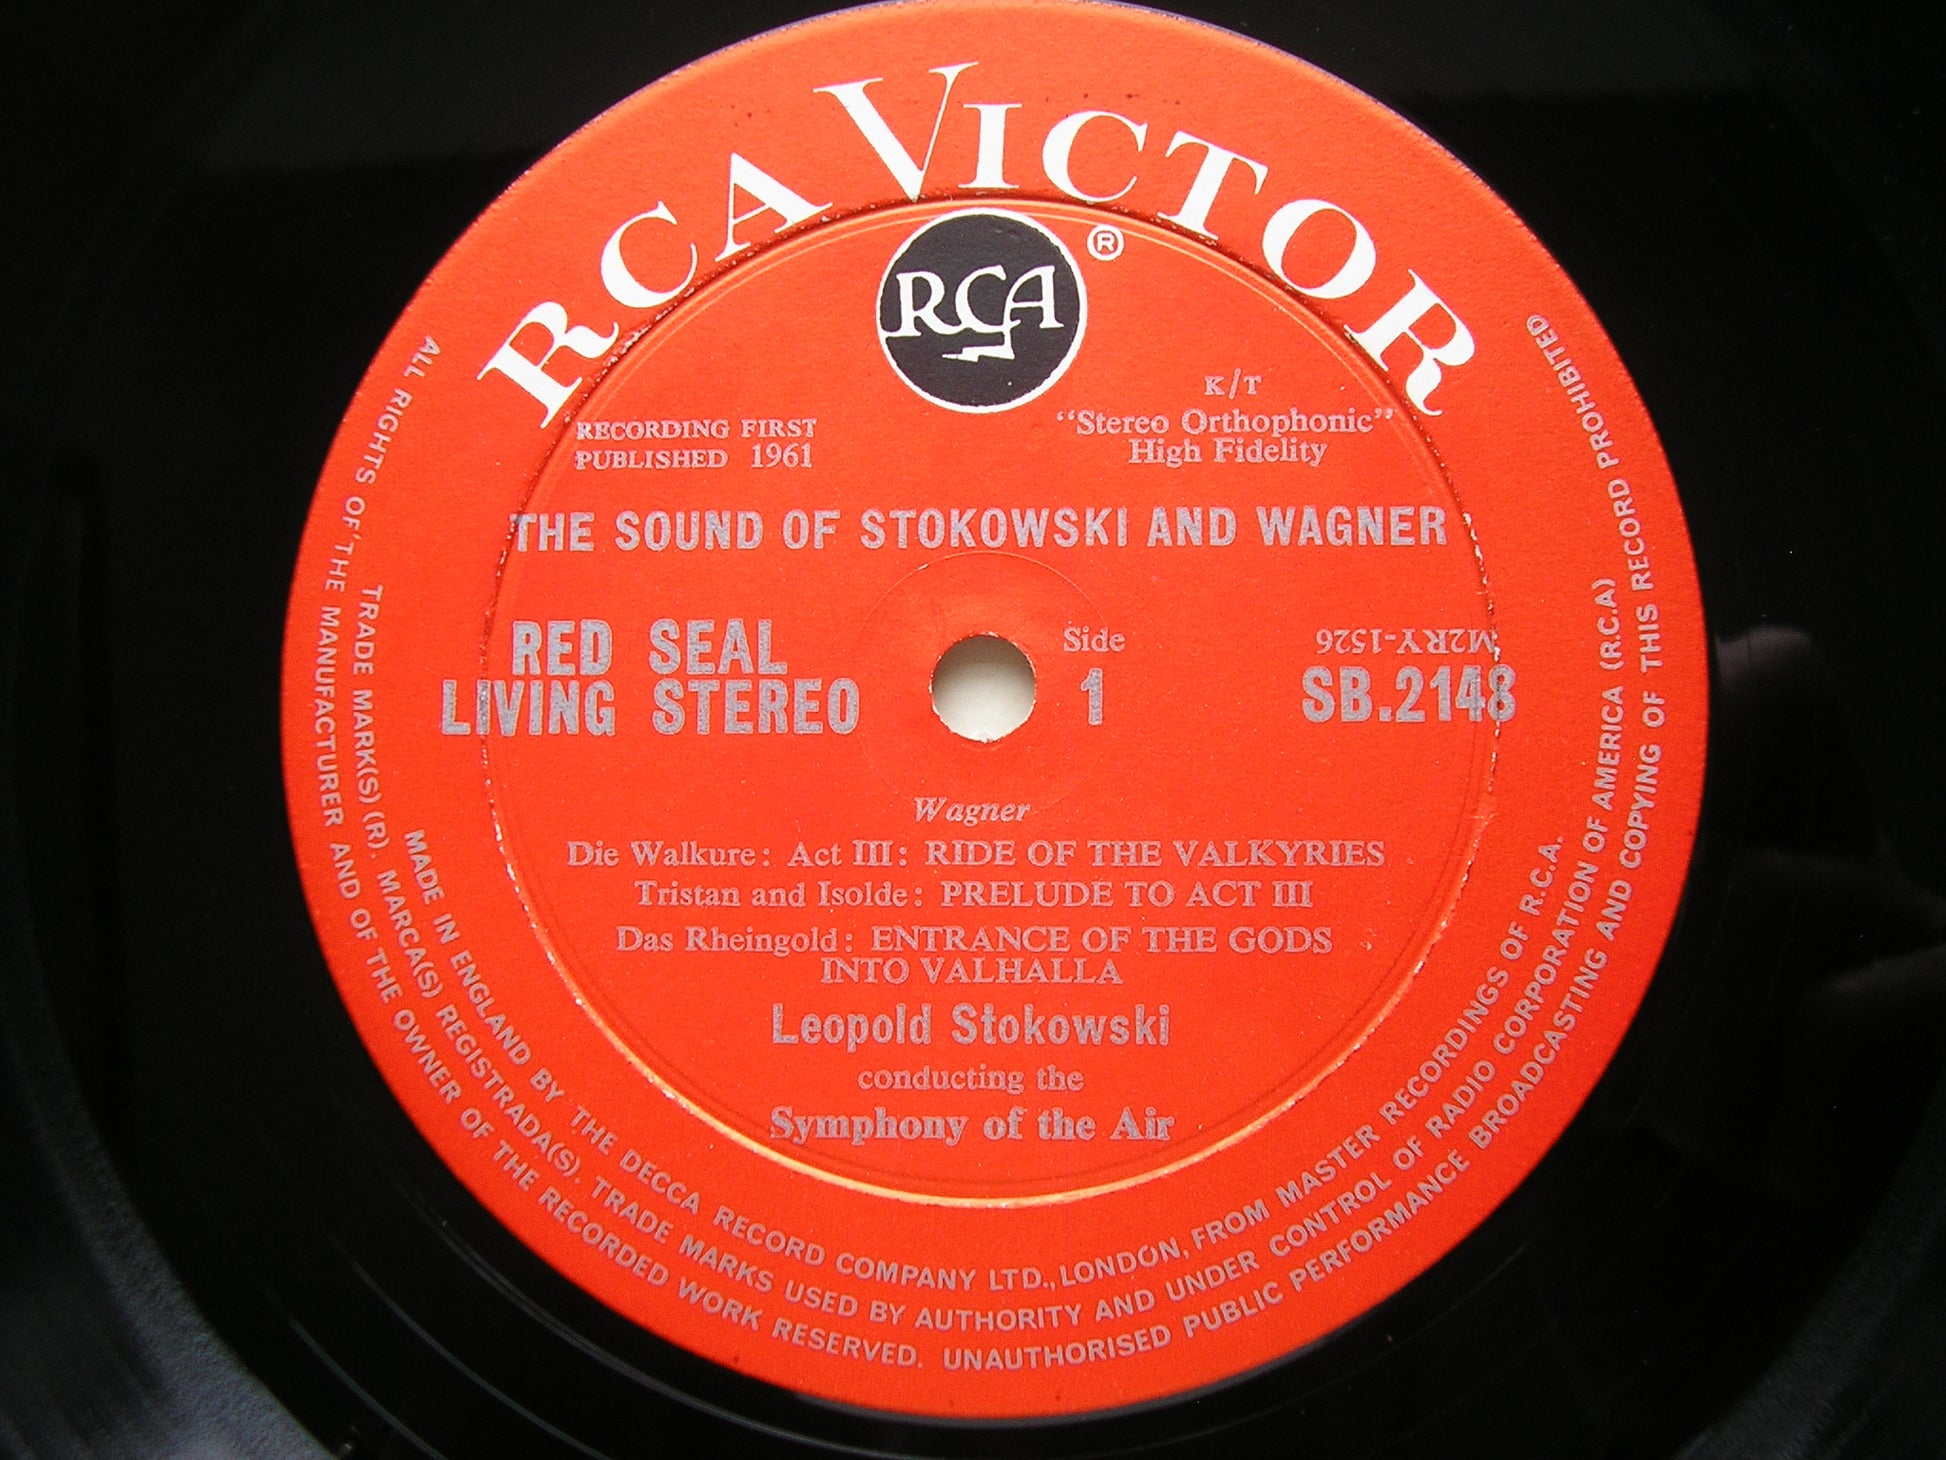 RCA VICTOR
RCA
®
K/T
RECORDING FIRST
PUBLISHED 1961
"Stereo Orthophonic"
High Fidelity
THE SOUND OF STOKOWSKI AND WAGNER
RED SEAL
LIVING STEREO
Side
1
M2RY-1526
SB.2148
Wagner
Die Walkure: Act III: RIDE OF THE VALKYRIES
Tristan and Isolde: PRELUDE TO ACT III
Das Rheingold: ENTRANCE OF THE GODS
INTO VALHALLA
Leopold Stokowski
conducting the
Symphony of the Air
MADE IN ENGLAND BY THE DECCA RECORD COMPANY LTD., LONDON, FROM MASTER RECORDINGS OF R.C.A.
TRADE MARK(S) (R). MARCA(S) REGISTRADA(S). TRADE MARKS USED BY AUTHORITY AND UNDER CONTROL OF RADIO CORPORATION OF AMERICA (R.C.A)
ALL RIGHTS OF THE MANUFACTURER AND OF THE OWNER OF THE RECORDED WORK RESERVED. UNAUTHORISED PUBLIC PERFORMANCE BROADCASTING AND COPYING OF THIS RECORD PROHIBITED